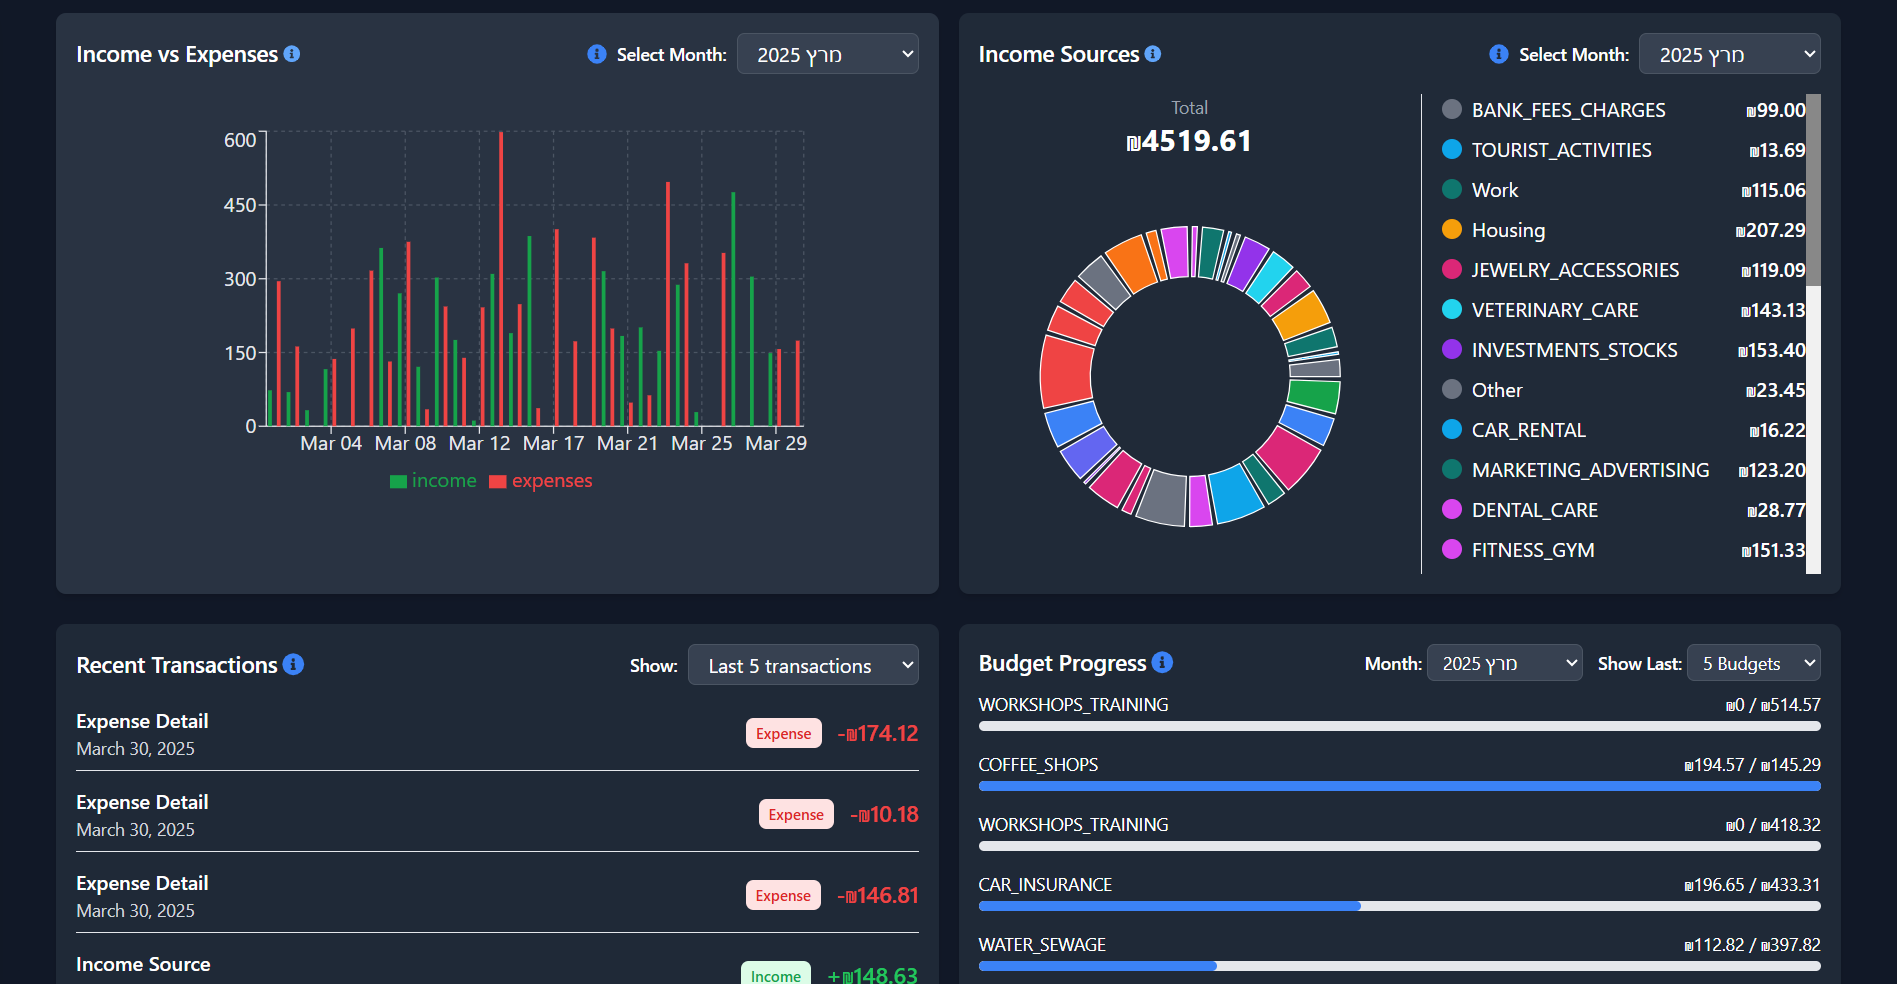 Income vs Expenses
Select Month:
מרץ 2025
600
450
300
150
0
Mar 04 Mar 08 Mar 12 Mar 17 Mar 21 Mar 25 Mar 29
income expenses
Income Sources
Select Month:
מרץ 2025
Total
₪4519.61
BANK_FEES_CHARGES ₪99.00
TOURIST_ACTIVITIES ₪13.69
Work ₪115.06
Housing ₪207.29
JEWELRY_ACCESSORIES ₪119.09
VETERINARY_CARE ₪143.13
INVESTMENTS_STOCKS ₪153.40
Other ₪23.45
CAR_RENTAL ₪16.22
MARKETING_ADVERTISING ₪123.20
DENTAL_CARE ₪28.77
FITNESS_GYM ₪151.33
Recent Transactions
Show:
Last 5 transactions
Expense Detail
March 30, 2025
Expense -₪174.12
Expense Detail
March 30, 2025
Expense -₪10.18
Expense Detail
March 30, 2025
Expense -₪146.81
Income Source
Income +₪148.63
Budget Progress
Month:
מרץ 2025
Show Last:
5 Budgets
WORKSHOPS_TRAINING ₪0 / ₪514.57
COFFEE_SHOPS ₪194.57 / ₪145.29
WORKSHOPS_TRAINING ₪0 / ₪418.32
CAR_INSURANCE ₪196.65 / ₪433.31
WATER_SEWAGE ₪112.82 / ₪397.82